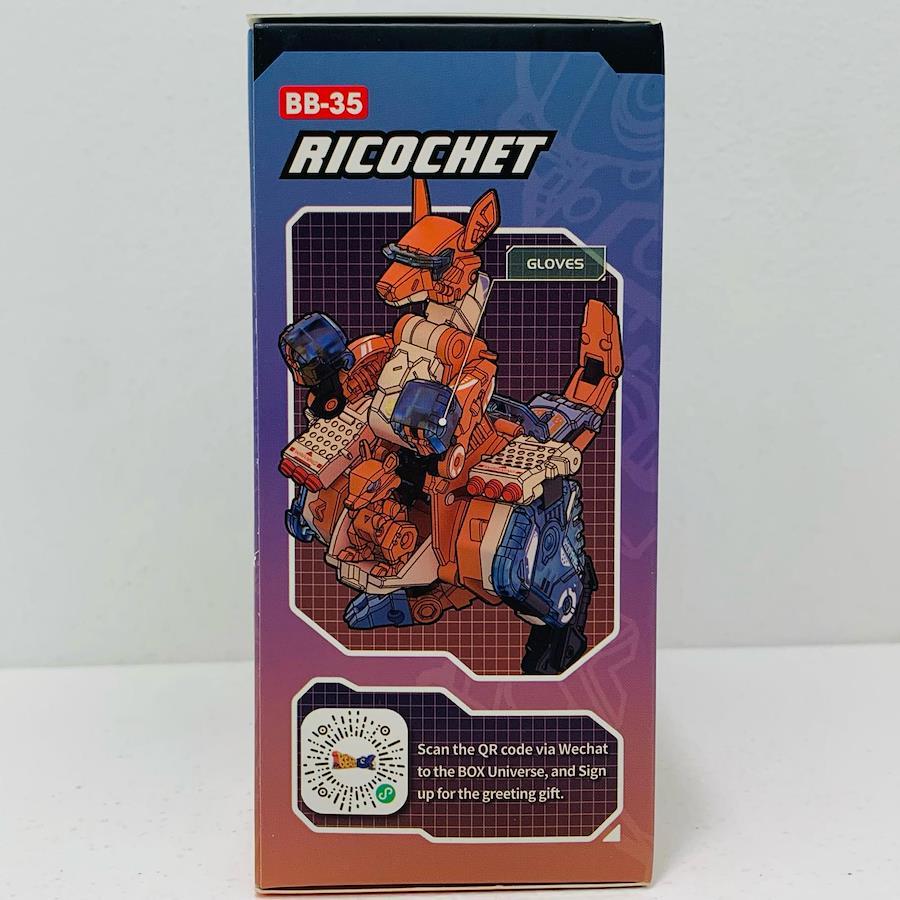 BB-35
RICOCHET
GLOVES
Scan the QR code via Wechat
to the BOX Universe, and Sign
up for the greeting gift.